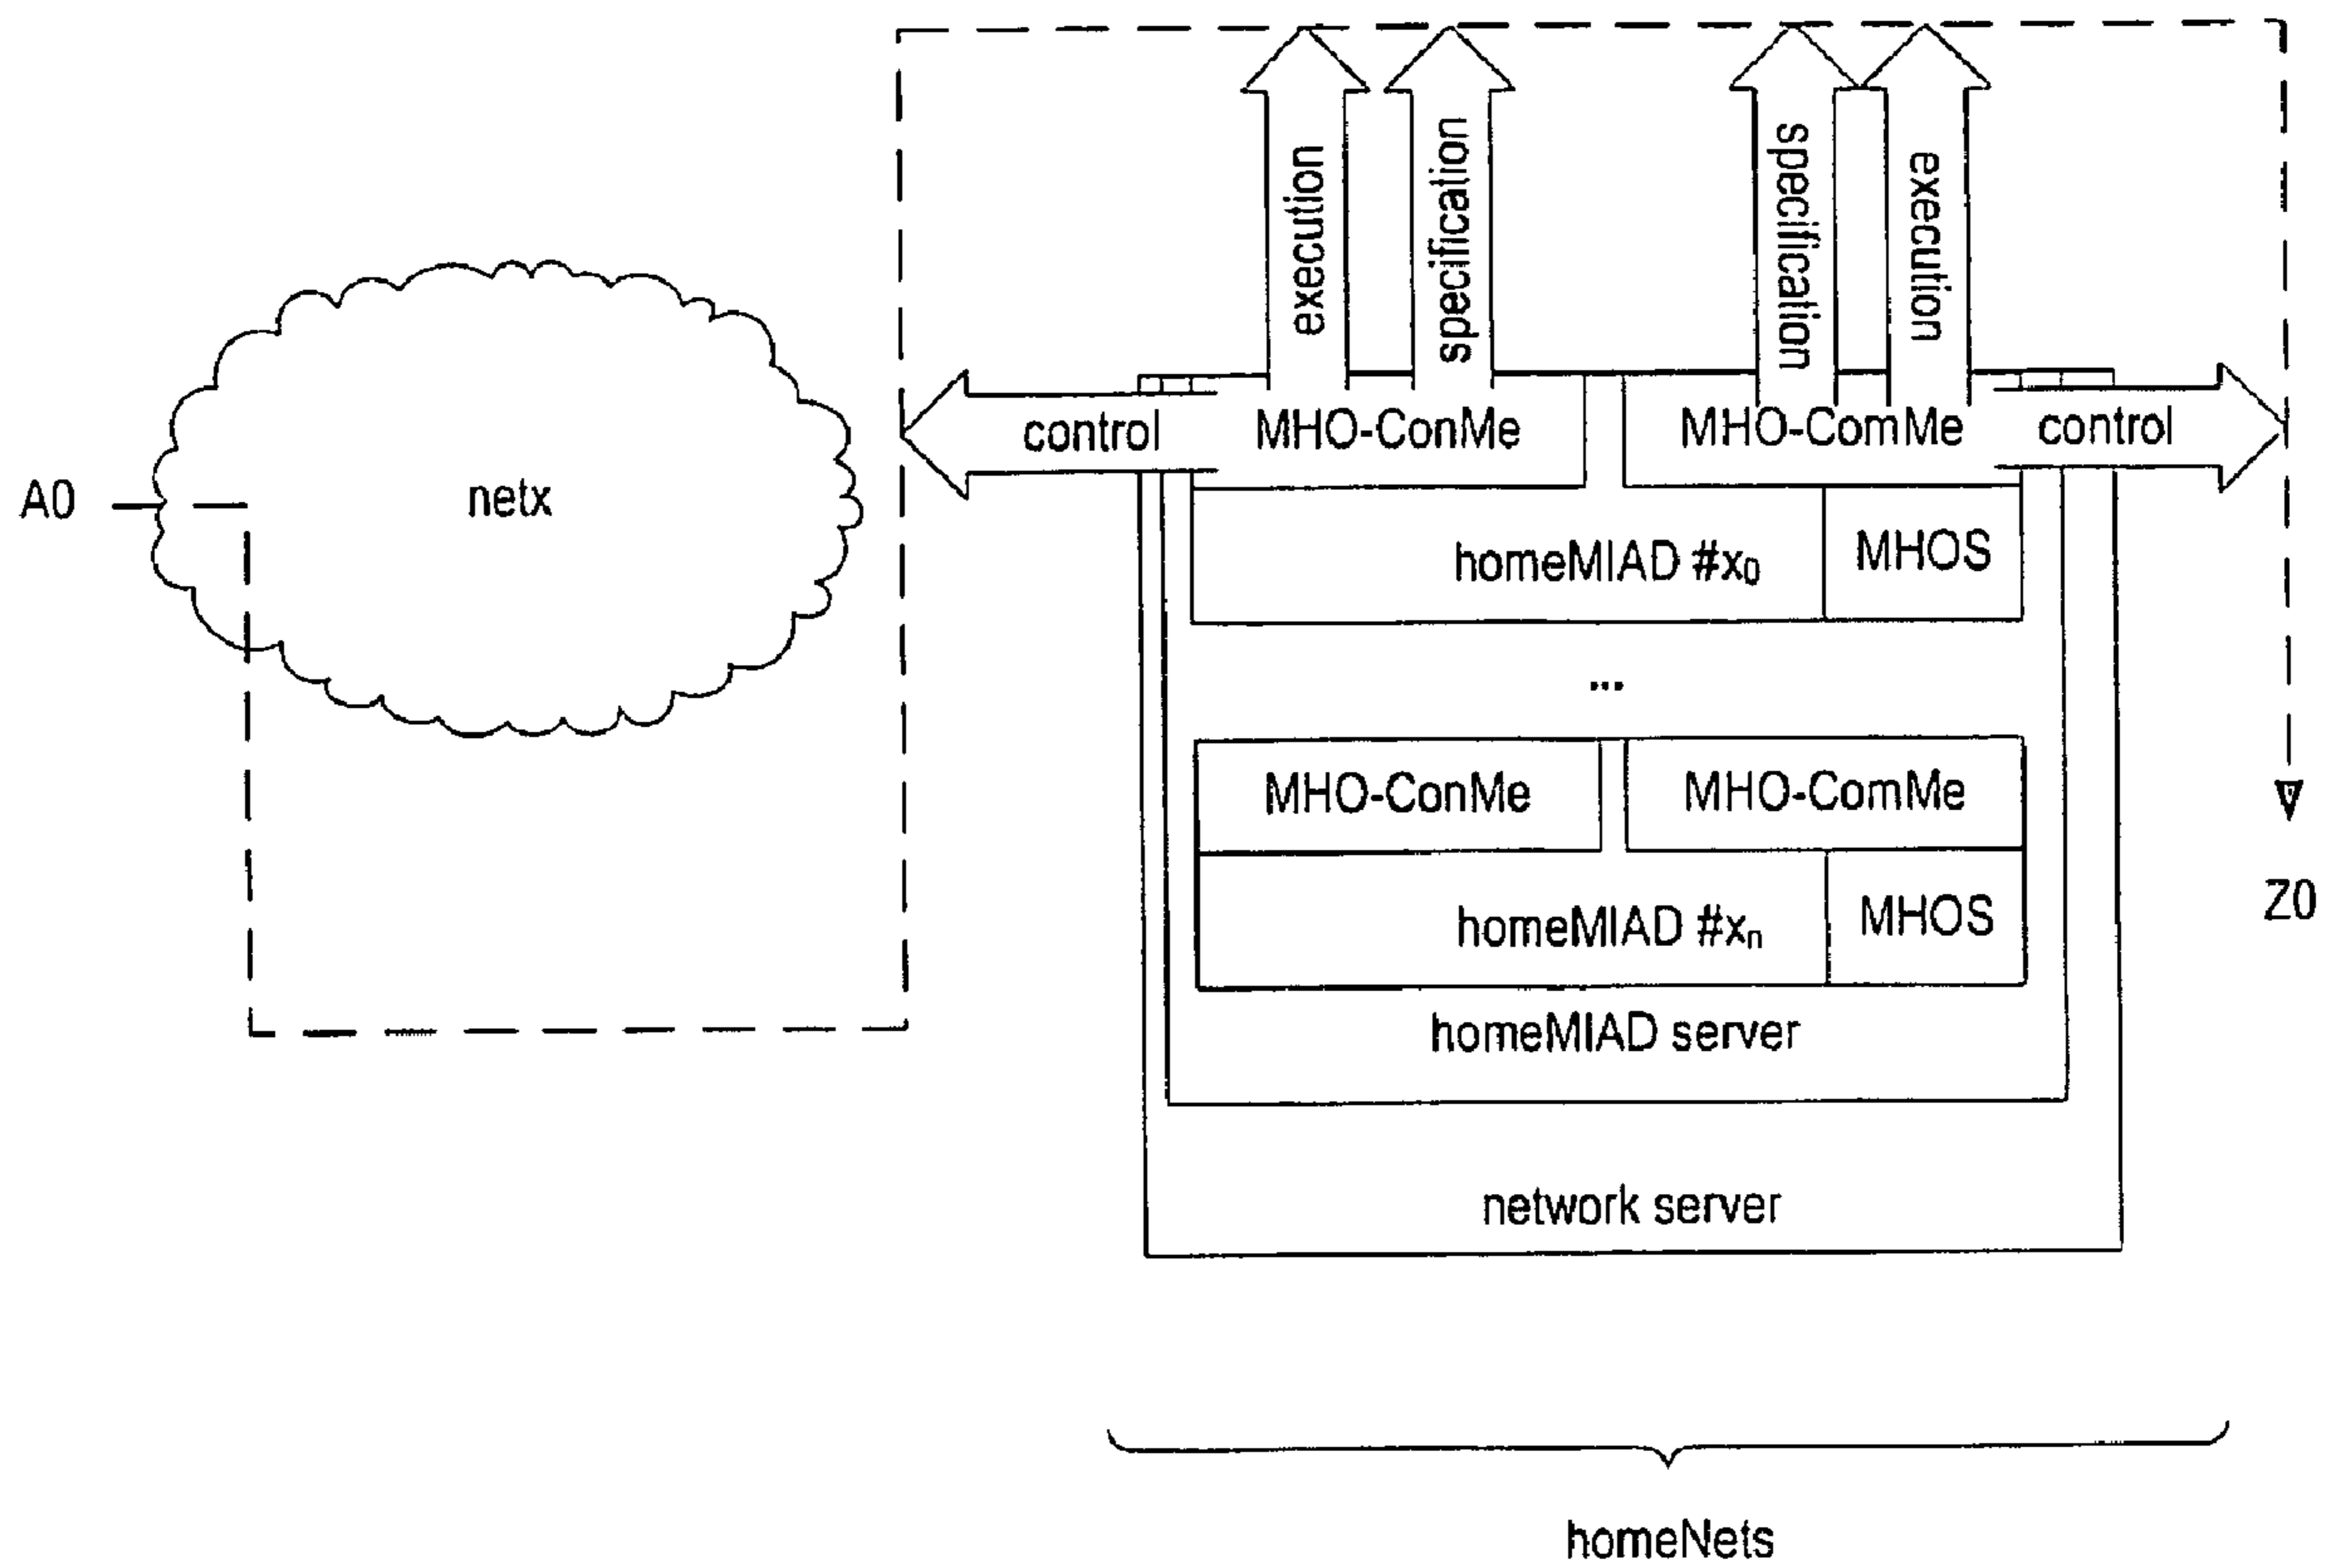 execution
specification
specification
execution
control
MHO-ConMe
MHO-ComMe
control
A0
netx
homeMIAD #x₀
MHOS
...
MHO-ConMe
MHO-ComMe
homeMIAD #xₙ
MHOS
Z0
homeMIAD server
network server
homeNets